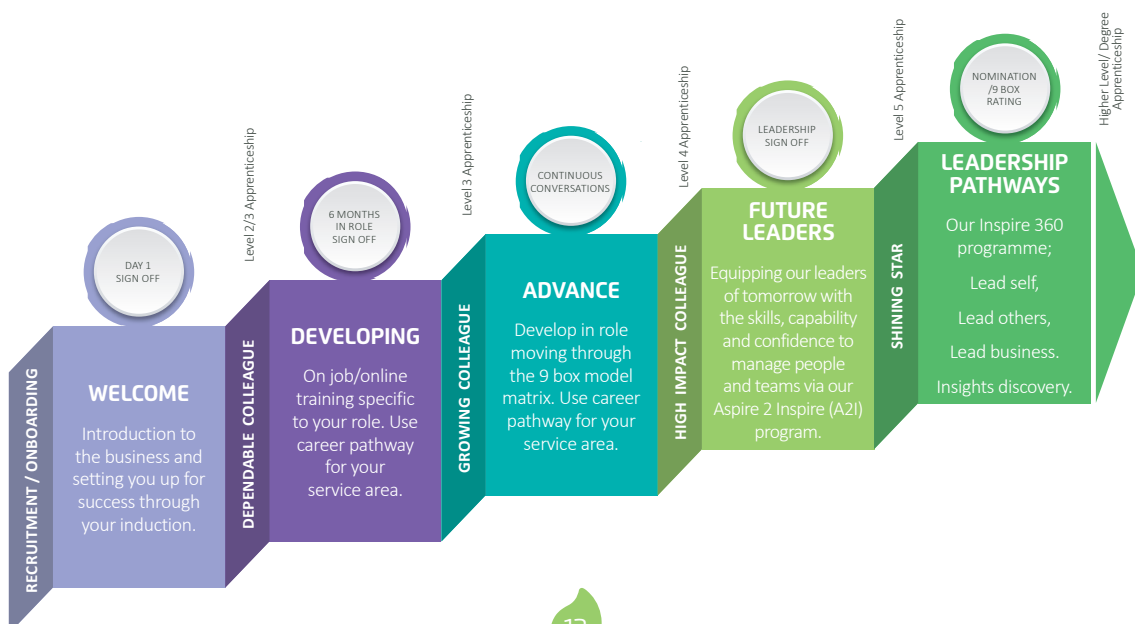 RECRUITMENT / ONBOARDING
DAY 1
SIGN OFF
WELCOME
Introduction to
the business and
setting you up for
success through
your induction.
Level 2/3 Apprenticeship
DEPENDABLE COLLEAGUE
6 MONTHS
IN ROLE
SIGN OFF
DEVELOPING
On job/online
training specific
to your role. Use
career pathway
for your
service area.
Level 3 Apprenticeship
GROWING COLLEAGUE
CONTINUOUS
CONVERSATIONS
ADVANCE
Develop in role
moving through
the 9 box model
matrix. Use career
pathway for your
service area.
Level 4 Apprenticeship
HIGH IMPACT COLLEAGUE
LEADERSHIP
SIGN OFF
FUTURE
LEADERS
Equipping our leaders
of tomorrow with
the skills, capability
and confidence to
manage people
and teams via our
Aspire 2 Inspire (A2I)
program.
Level 5 Apprenticeship
SHINING STAR
NOMINATION
/9 BOX
RATING
LEADERSHIP
PATHWAYS
Our Inspire 360
programme;
Lead self,
Lead others,
Lead business.
Insights discovery.
Higher Level/ Degree
Apprenticeship